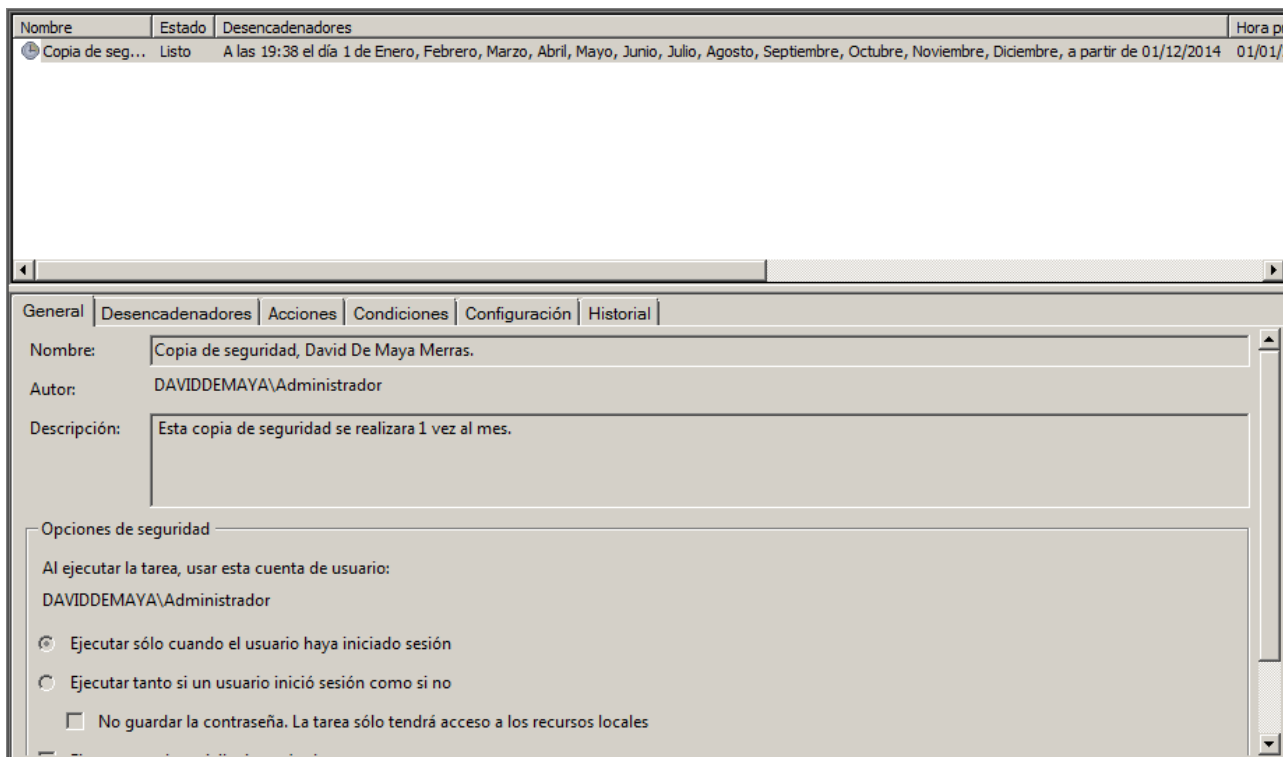 Nombre Estado Desencadenadores Hora pr
Copia de seg... Listo A las 19:38 el día 1 de Enero, Febrero, Marzo, Abril, Mayo, Junio, Julio, Agosto, Septiembre, Octubre, Noviembre, Diciembre, a partir de 01/12/2014 01/01/
General Desencadenadores Acciones Condiciones Configuración Historial
Nombre: Copia de seguridad, David De Maya Merras.
Autor: DAVIDDEMAYA\Administrador
Descripción: Esta copia de seguridad se realizara 1 vez al mes.
Opciones de seguridad
Al ejecutar la tarea, usar esta cuenta de usuario:
DAVIDDEMAYA\Administrador
Ejecutar sólo cuando el usuario haya iniciado sesión
Ejecutar tanto si un usuario inició sesión como si no
No guardar la contraseña. La tarea sólo tendrá acceso a los recursos locales